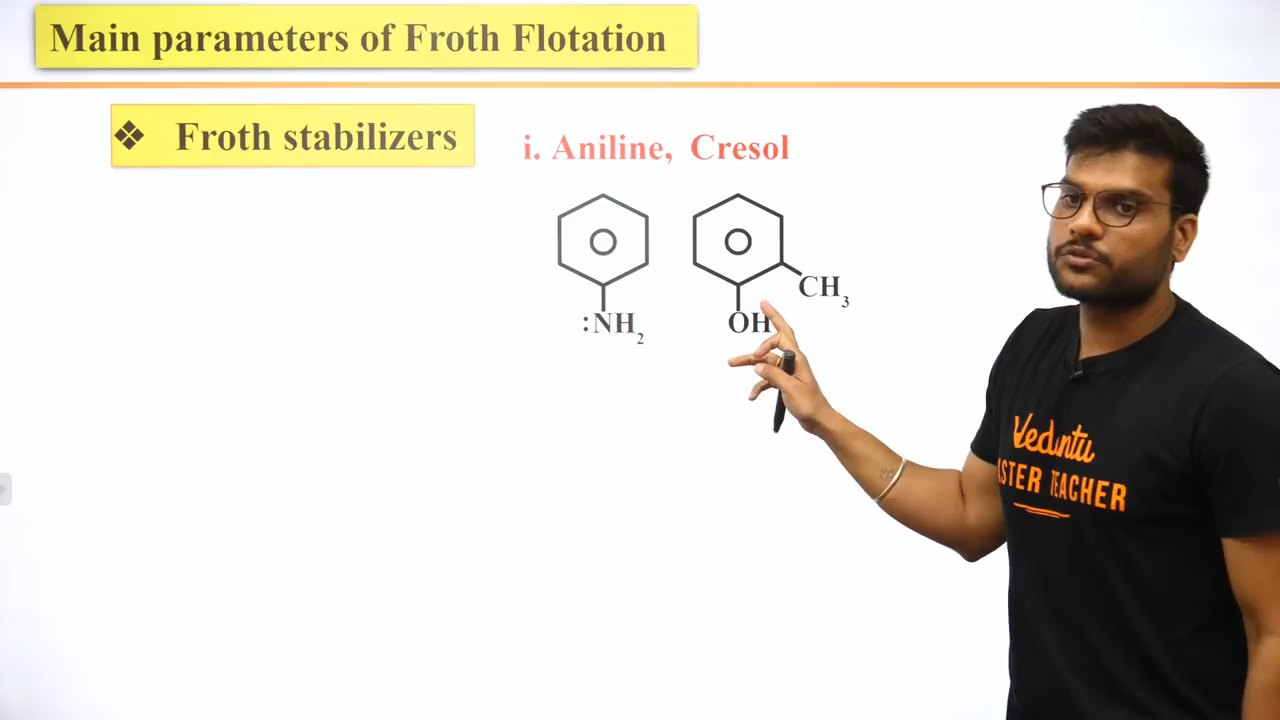 Main parameters of Froth Flotation
❖ Froth stabilizers
i. Aniline, Cresol
CH3
:NH2
OH
Vedantu
ASTER TEACHER